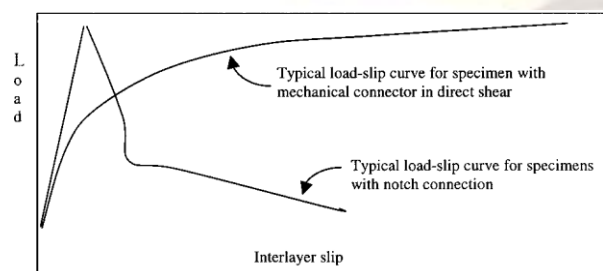 L
o
a
d
Typical load-slip curve for specimen with
mechanical connector in direct shear
Typical load-slip curve for specimens
with notch connection
Interlayer slip